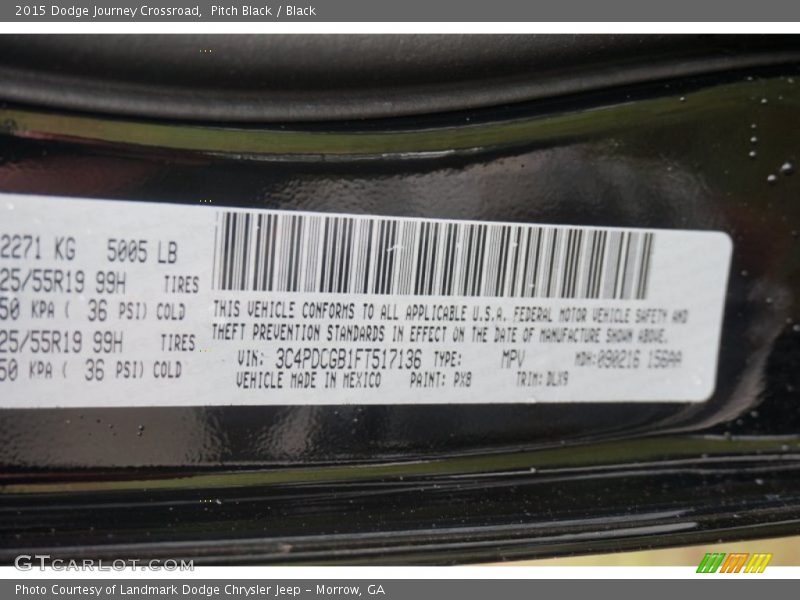 2015 Dodge Journey Crossroad, Pitch Black / Black
2271 KG 5005 LB
25/55R19 99H TIRES
50 KPA ( 36 PSI) COLD
25/55R19 99H TIRES
50 KPA ( 36 PSI) COLD
THIS VEHICLE CONFORMS TO ALL APPLICABLE U.S.A. FEDERAL MOTOR VEHICLE SAFETY AND
THEFT PREVENTION STANDARDS IN EFFECT ON THE DATE OF MANUFACTURE SHOWN ABOVE.
VIN: 3C4PDCGB1FT517136 TYPE: MPV MDH:090216 156AA
VEHICLE MADE IN MEXICO PAINT: PX8 TRIM: DLX9
GTCARLOT.COM
Photo Courtesy of Landmark Dodge Chrysler Jeep - Morrow, GA